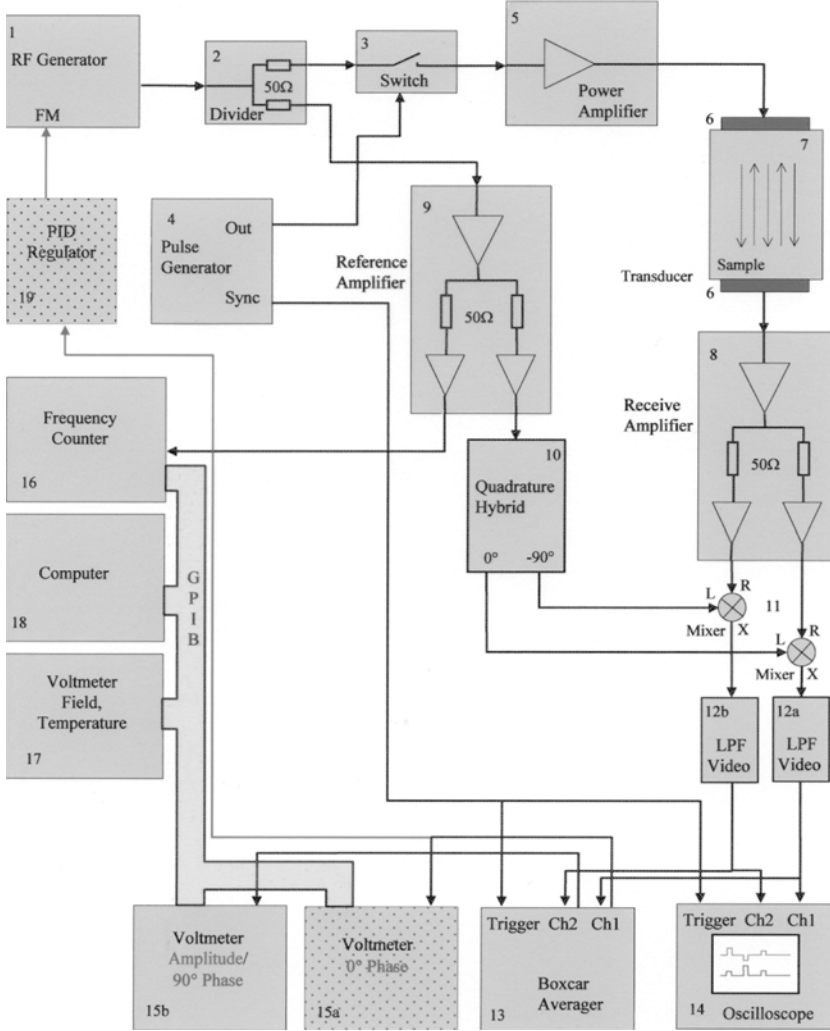 1
RF Generator
FM
2
50Ω
Divider
3
Switch
5
Power
Amplifier
6
7
Sample
Transducer
6
4
Out
Pulse
Generator
Sync
PID
Regulator
19
9
Reference
Amplifier
50Ω
8
Receive
Amplifier
50Ω
Frequency
Counter
16
10
Quadrature
Hybrid
0° -90°
Computer
18
GPIB
L R
11
Mixer X
L R
Mixer X
Voltmeter
Field,
Temperature
17
12b
LPF
Video
12a
LPF
Video
Voltmeter
Amplitude/
90° Phase
15b
Voltmeter
0° Phase
15a
Trigger Ch2 Ch1
Boxcar
Averager
13
Trigger Ch2 Ch1
14
Oscilloscope